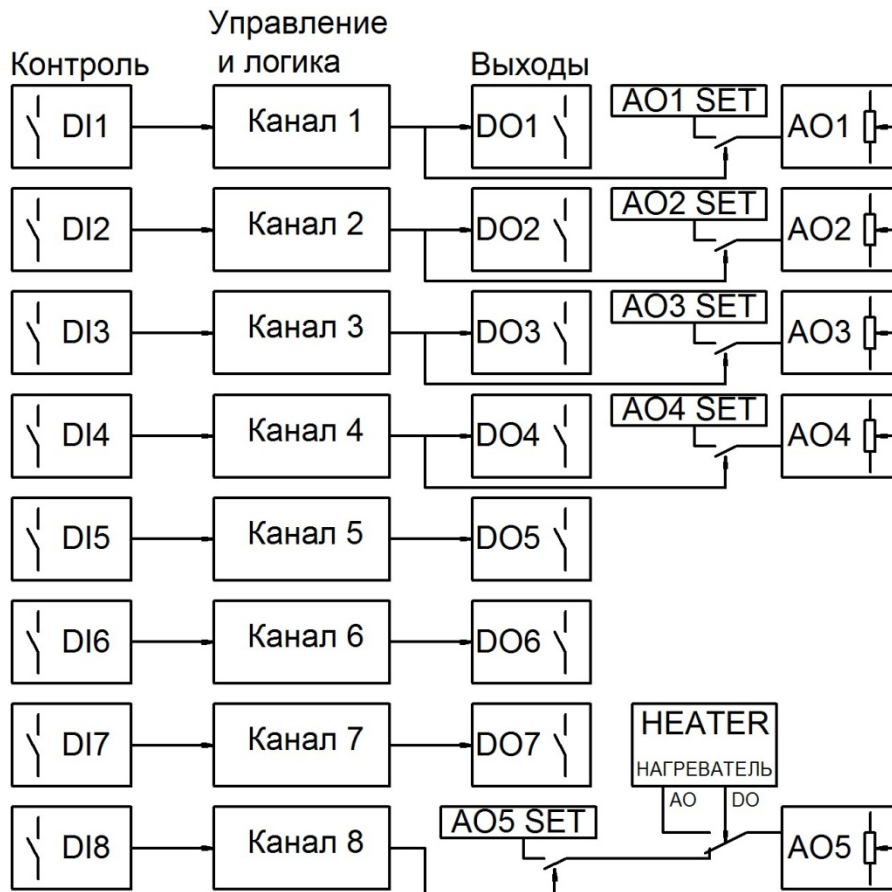 Управление
и логика
Контроль
Выходы
DI1
Канал 1
DO1
AO1 SET
AO1
DI2
Канал 2
DO2
AO2 SET
AO2
DI3
Канал 3
DO3
AO3 SET
AO3
DI4
Канал 4
DO4
AO4 SET
AO4
DI5
Канал 5
DO5
DI6
Канал 6
DO6
DI7
Канал 7
DO7
HEATER
НАГРЕВАТЕЛЬ
AO DO
DI8
Канал 8
AO5 SET
AO5